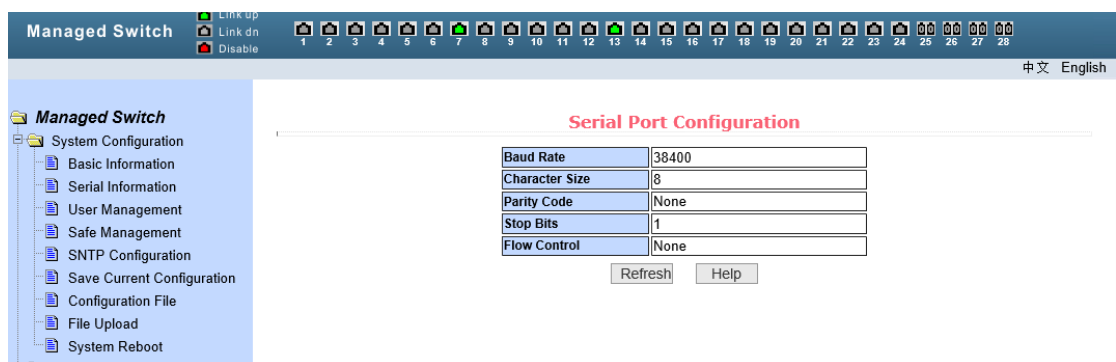 Managed Switch
Link up
Link dn
Disable
1 2 3 4 5 6 7 8 9 10 11 12 13 14 15 16 17 18 19 20 21 22 23 24 25 26 27 28
中文 English
Managed Switch
System Configuration
Basic Information
Serial Information
User Management
Safe Management
SNTP Configuration
Save Current Configuration
Configuration File
File Upload
System Reboot
Serial Port Configuration
Baud Rate 38400
Character Size 8
Parity Code None
Stop Bits 1
Flow Control None
Refresh Help